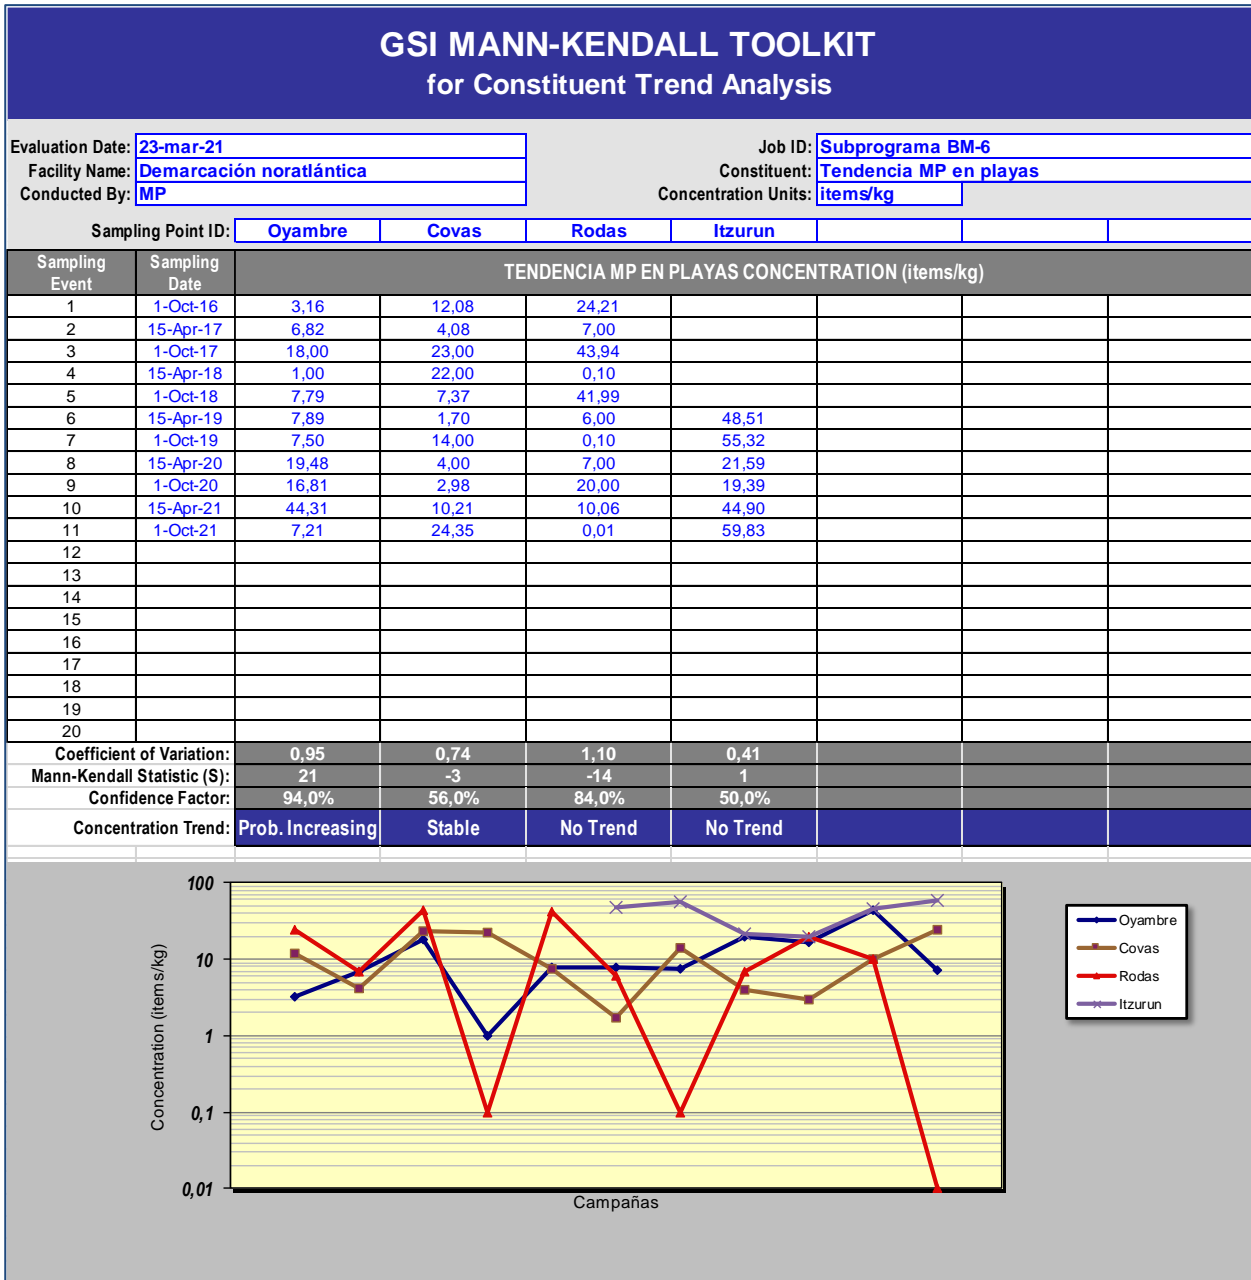 GSI MANN-KENDALL TOOLKIT
for Constituent Trend Analysis
Evaluation Date: 23-mar-21 Job ID: Subprograma BM-6
Facility Name: Demarcación noratlántica Constituent: Tendencia MP en playas
Conducted By: MP Concentration Units: items/kg
Sampling Point ID: Oyambre Covas Rodas Itzurun
Sampling Event Sampling Date TENDENCIA MP EN PLAYAS CONCENTRATION (items/kg)
1 1-Oct-16 3,16 12,08 24,21
2 15-Apr-17 6,82 4,08 7,00
3 1-Oct-17 18,00 23,00 43,94
4 15-Apr-18 1,00 22,00 0,10
5 1-Oct-18 7,79 7,37 41,99
6 15-Apr-19 7,89 1,70 6,00 48,51
7 1-Oct-19 7,50 14,00 0,10 55,32
8 15-Apr-20 19,48 4,00 7,00 21,59
9 1-Oct-20 16,81 2,98 20,00 19,39
10 15-Apr-21 44,31 10,21 10,06 44,90
11 1-Oct-21 7,21 24,35 0,01 59,83
12
13
14
15
16
17
18
19
20
Coefficient of Variation: 0,95 0,74 1,10 0,41
Mann-Kendall Statistic (S): 21 -3 -14 1
Confidence Factor: 94,0% 56,0% 84,0% 50,0%
Concentration Trend: Prob. Increasing Stable No Trend No Trend
100
10
1
0,1
0,01
Concentration (items/kg)
Campañas
Oyambre
Covas
Rodas
Itzurun